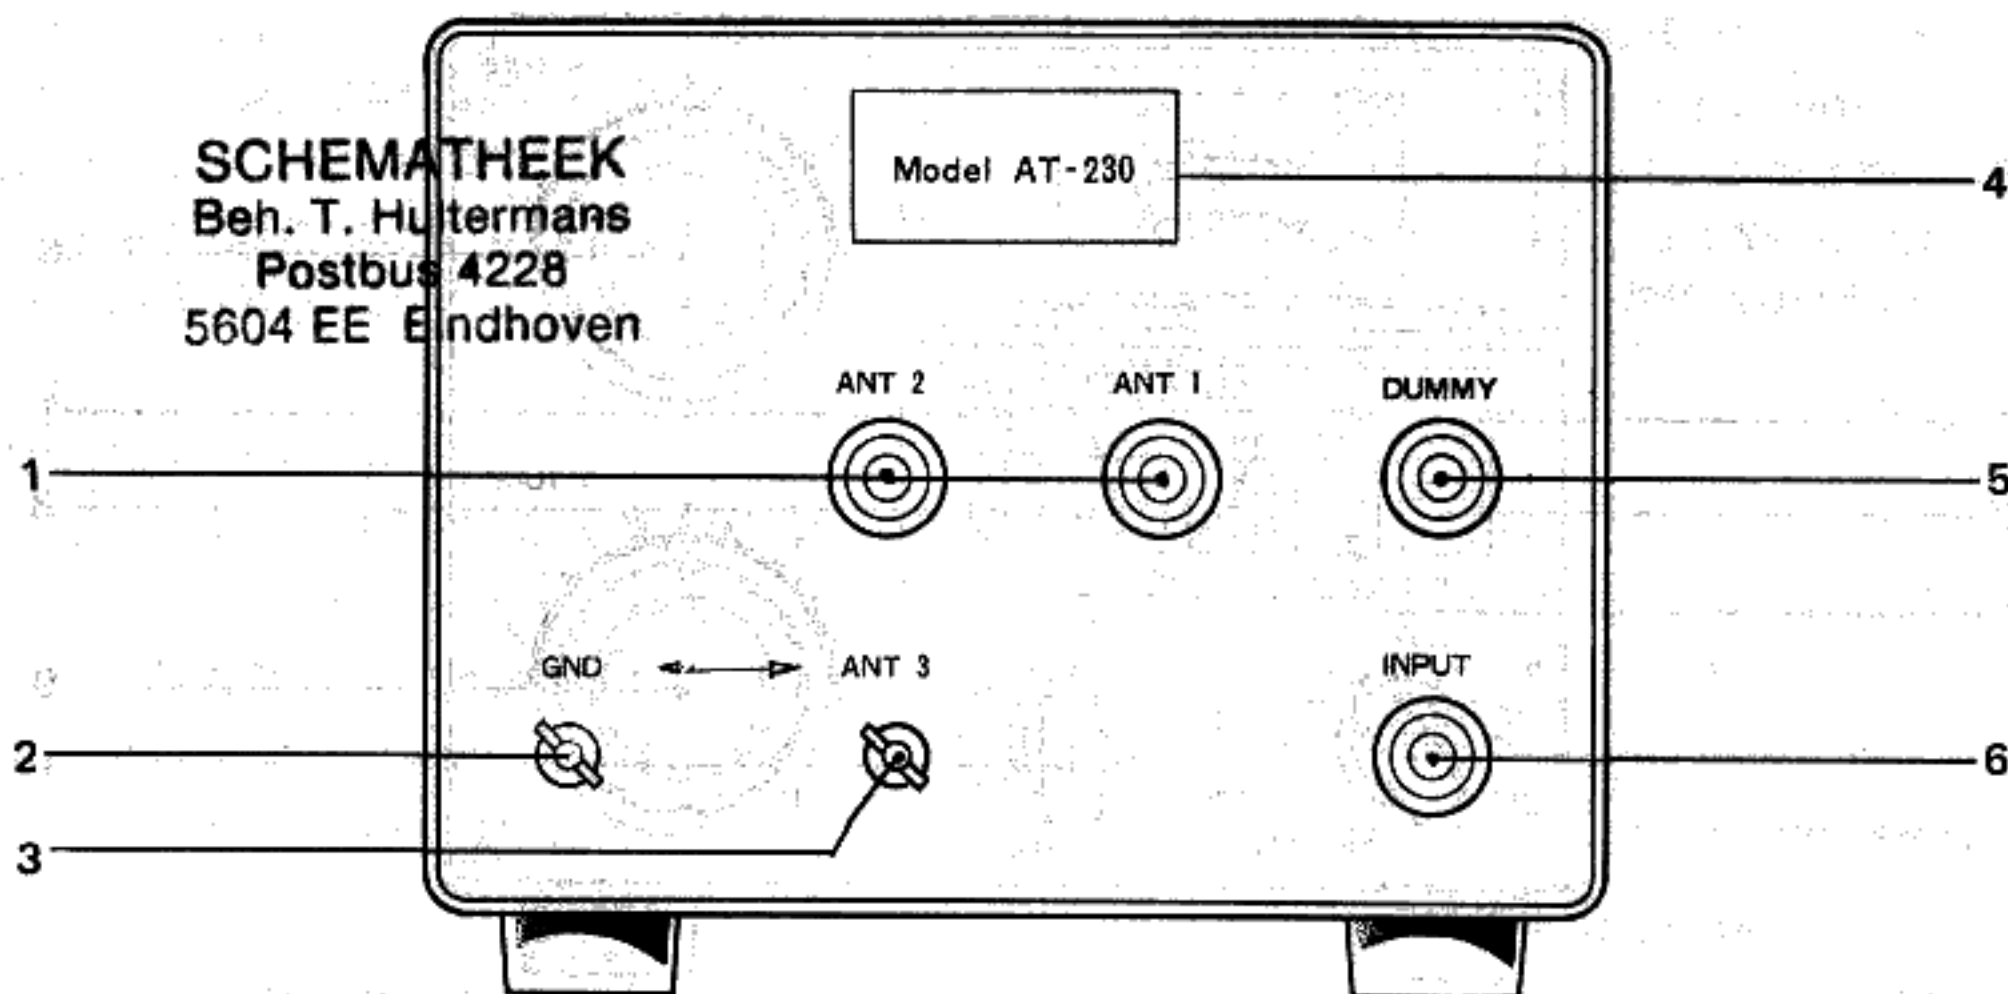 SCHEMATHEEK
Beh. T. Hultermans
Postbus 4228
5604 EE Eindhoven
Model AT-230
4
ANT 2
ANT 1
DUMMY
1
5
GND
ANT 3
INPUT
2
6
3